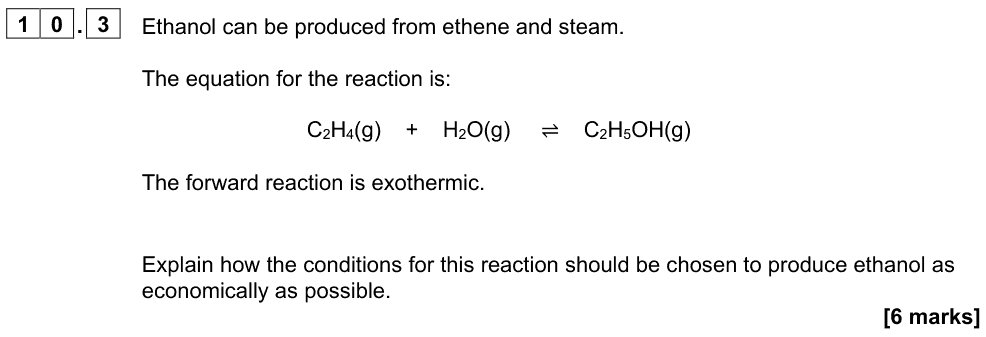 10.3 Ethanol can be produced from ethene and steam.
The equation for the reaction is:
C₂H₄(g) + H₂O(g) ⇌ C₂H₅OH(g)
The forward reaction is exothermic.
Explain how the conditions for this reaction should be chosen to produce ethanol as
economically as possible.
[6 marks]